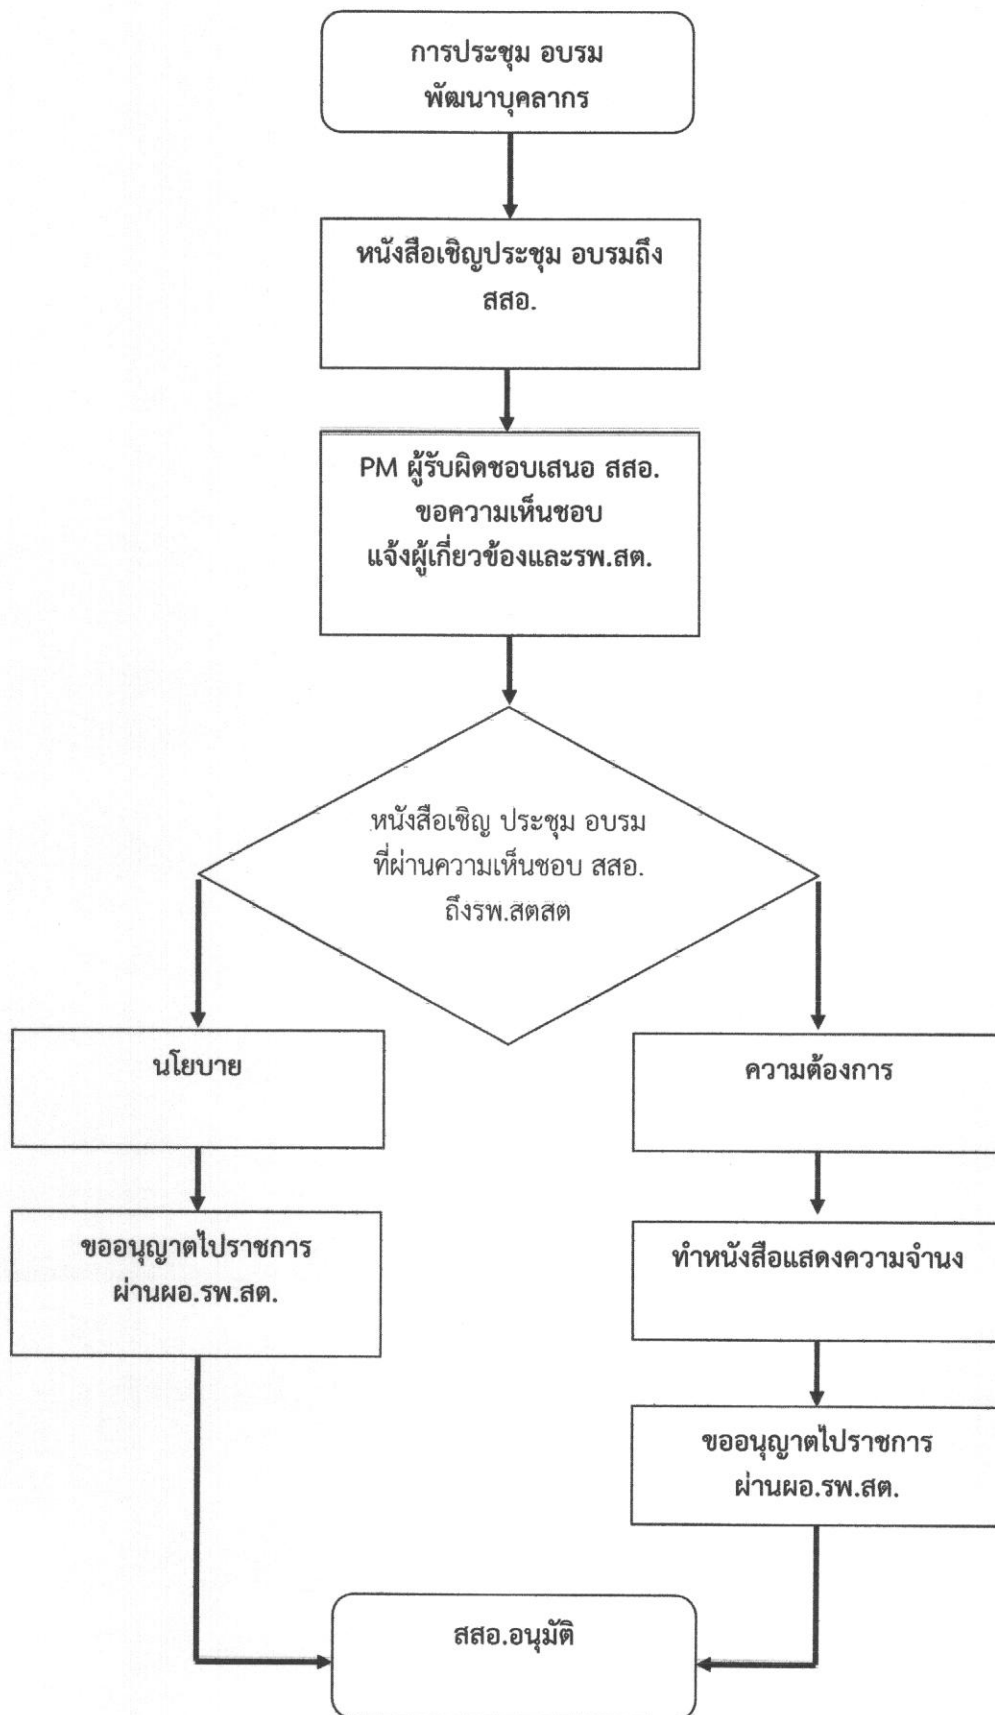 การประชุม อบรม
พัฒนาบุคลากร
หนังสือเชิญประชุม อบรมถึง
สสอ.
PM ผู้รับผิดชอบเสนอ สสอ.
ขอความเห็นชอบ
แจ้งผู้เกี่ยวข้องและรพ.สต.
หนังสือเชิญ ประชุม อบรม
ที่ผ่านความเห็นชอบ สสอ.
ถึงรพ.สตสต
นโยบาย
ความต้องการ
ขออนุญาตไปราชการ
ผ่านผอ.รพ.สต.
ทำหนังสือแสดงความจำนง
ขออนุญาตไปราชการ
ผ่านผอ.รพ.สต.
สสอ.อนุมัติ